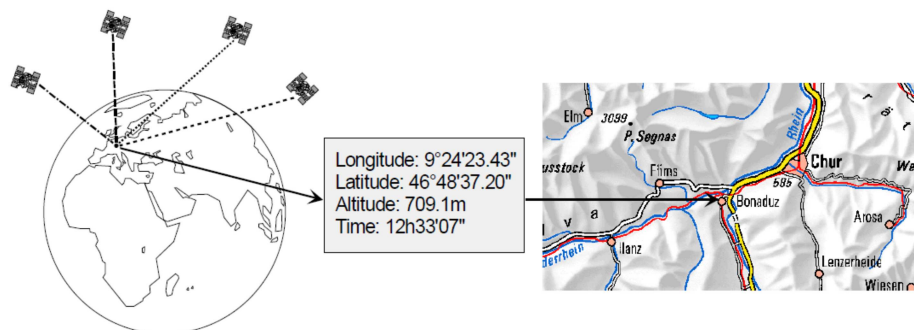 Longitude: 9°24'23.43"
Latitude: 46°48'37.20"
Altitude: 709.1m
Time: 12h33'07"
Elm
3099
P. Segnas
usstock
Flims
Rhein
Chur
595
Bonaduz
Arosa
v a
Ilanz
derrhein
Lenzerheide
Wiesen
r ä